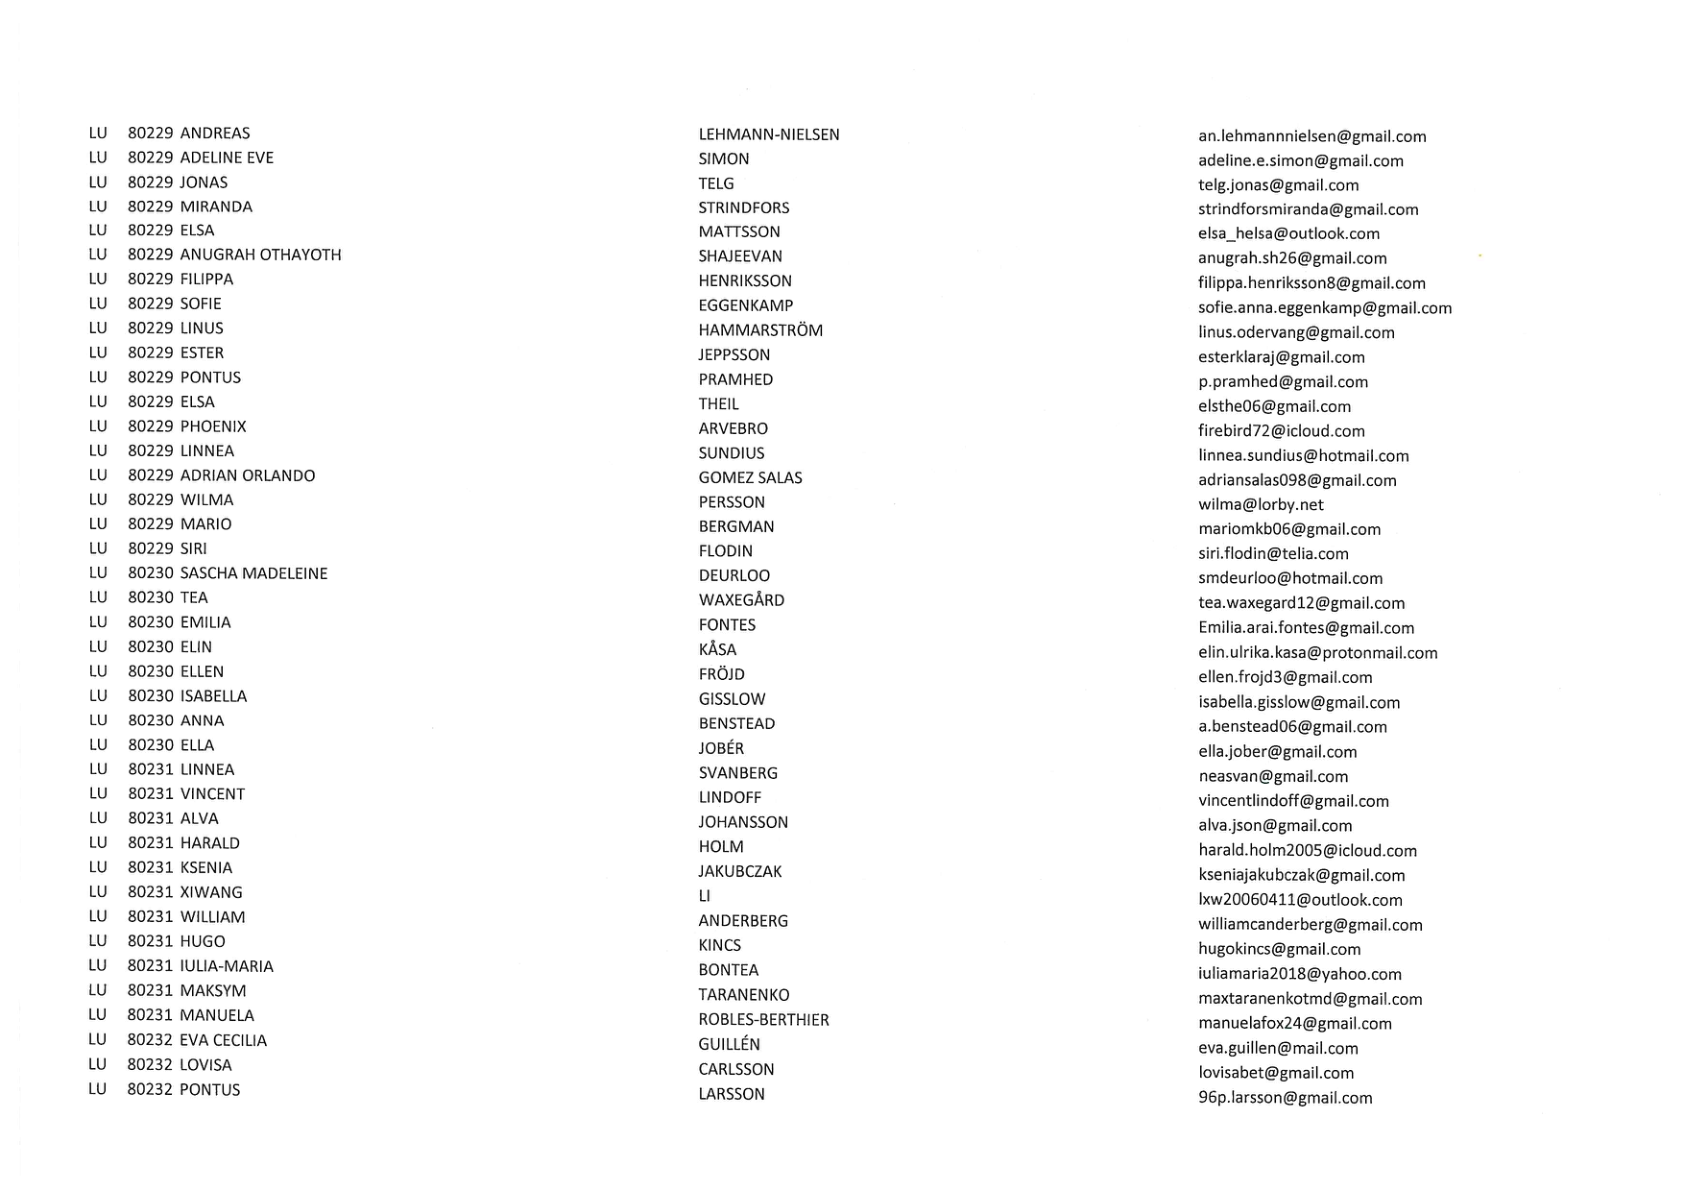 LU 80229 ANDREAS LEHMANN-NIELSEN an.lehmannnielsen@gmail.com
LU 80229 ADELINE EVE SIMON adeline.e.simon@gmail.com
LU 80229 JONAS TELG telg.jonas@gmail.com
LU 80229 MIRANDA STRINDFORS strindforsmiranda@gmail.com
LU 80229 ELSA MATTSSON elsa_helsa@outlook.com
LU 80229 ANUGRAH OTHAYOTH SHAJEEVAN anugrah.sh26@gmail.com
LU 80229 FILIPPA HENRIKSSON filippa.henriksson8@gmail.com
LU 80229 SOFIE EGGENKAMP sofie.anna.eggenkamp@gmail.com
LU 80229 LINUS HAMMARSTRÖM linus.odervang@gmail.com
LU 80229 ESTER JEPPSSON esterklaraj@gmail.com
LU 80229 PONTUS PRAMHED p.pramhed@gmail.com
LU 80229 ELSA THEIL elsthe06@gmail.com
LU 80229 PHOENIX ARVEBRO firebird72@icloud.com
LU 80229 LINNEA SUNDIUS linnea.sundius@hotmail.com
LU 80229 ADRIAN ORLANDO GOMEZ SALAS adriansalas098@gmail.com
LU 80229 WILMA PERSSON wilma@lorby.net
LU 80229 MARIO BERGMAN mariomkb06@gmail.com
LU 80229 SIRI FLODIN siri.flodin@telia.com
LU 80230 SASCHA MADELEINE DEURLOO smdeurloo@hotmail.com
LU 80230 TEA WAXEGÅRD tea.waxegard12@gmail.com
LU 80230 EMILIA FONTES Emilia.arai.fontes@gmail.com
LU 80230 ELIN KÅSA elin.ulrika.kasa@protonmail.com
LU 80230 ELLEN FRÖJD ellen.frojd3@gmail.com
LU 80230 ISABELLA GISSLOW isabella.gisslow@gmail.com
LU 80230 ANNA BENSTEAD a.benstead06@gmail.com
LU 80230 ELLA JOBÉR ella.jober@gmail.com
LU 80231 LINNEA SVANBERG neasvan@gmail.com
LU 80231 VINCENT LINDOFF vincentlindoff@gmail.com
LU 80231 ALVA JOHANSSON alva.json@gmail.com
LU 80231 HARALD HOLM harald.holm2005@icloud.com
LU 80231 KSENIA JAKUBCZAK kseniajakubczak@gmail.com
LU 80231 XIWANG LI lxw20060411@outlook.com
LU 80231 WILLIAM ANDERBERG williamcanderberg@gmail.com
LU 80231 HUGO KINCS hugokincs@gmail.com
LU 80231 IULIA-MARIA BONTEA iuliamaria2018@yahoo.com
LU 80231 MAKSYM TARANENKO maxtaranenkotmd@gmail.com
LU 80231 MANUELA ROBLES-BERTHIER manuelafox24@gmail.com
LU 80232 EVA CECILIA GUILLÉN eva.guillen@mail.com
LU 80232 LOVISA CARLSSON lovisabet@gmail.com
LU 80232 PONTUS LARSSON 96p.larsson@gmail.com